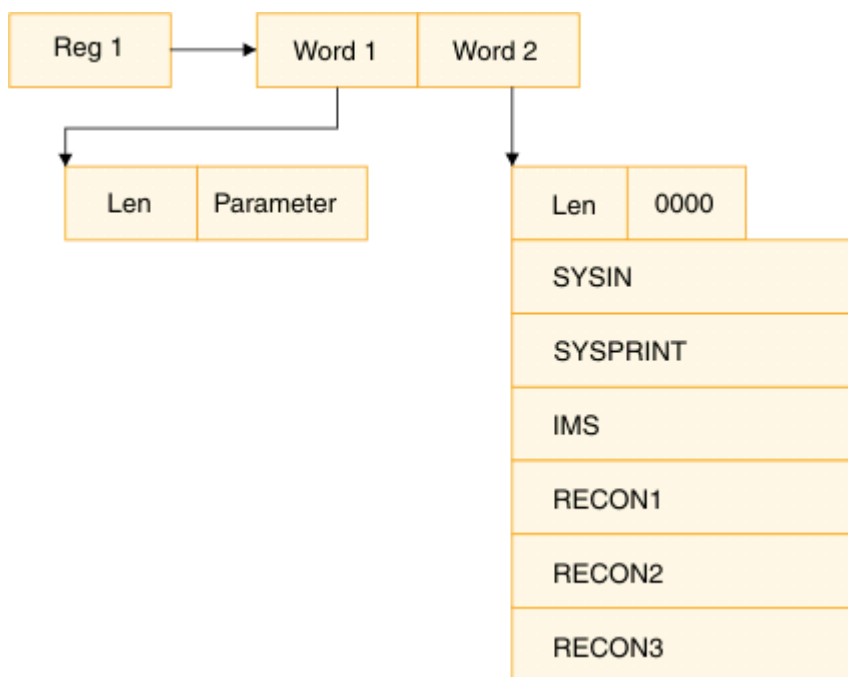 Reg 1 Word 1 Word 2
Len Parameter Len 0000
SYSIN
SYSPRINT
IMS
RECON1
RECON2
RECON3